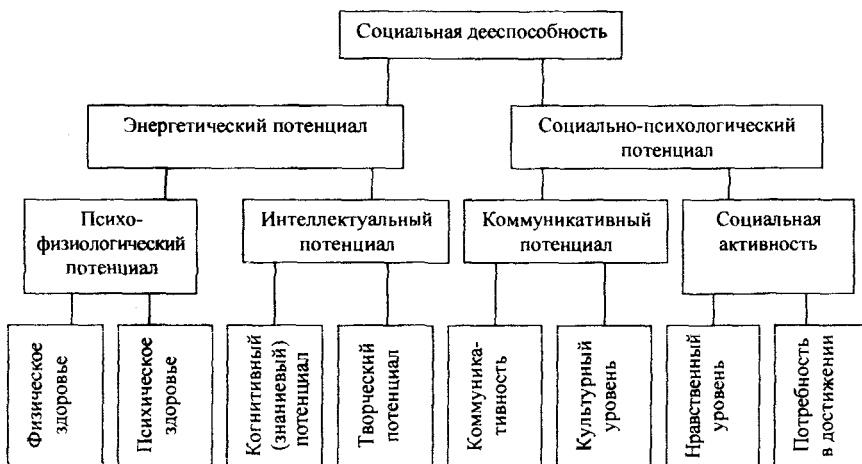 Социальная дееспособность
Энергетический потенциал
Социально-психологический
потенциал
Психо-
физиологический
потенциал
Интеллектуальный
потенциал
Коммуникативный
потенциал
Социальная
активность
Физическое
здоровье
Психическое
здоровье
Когнитивный
(знаниевый)
потенциал
Творческий
потенциал
Коммуника-
тивность
Культурный
уровень
Нравственный
уровень
Потребность
в достижении